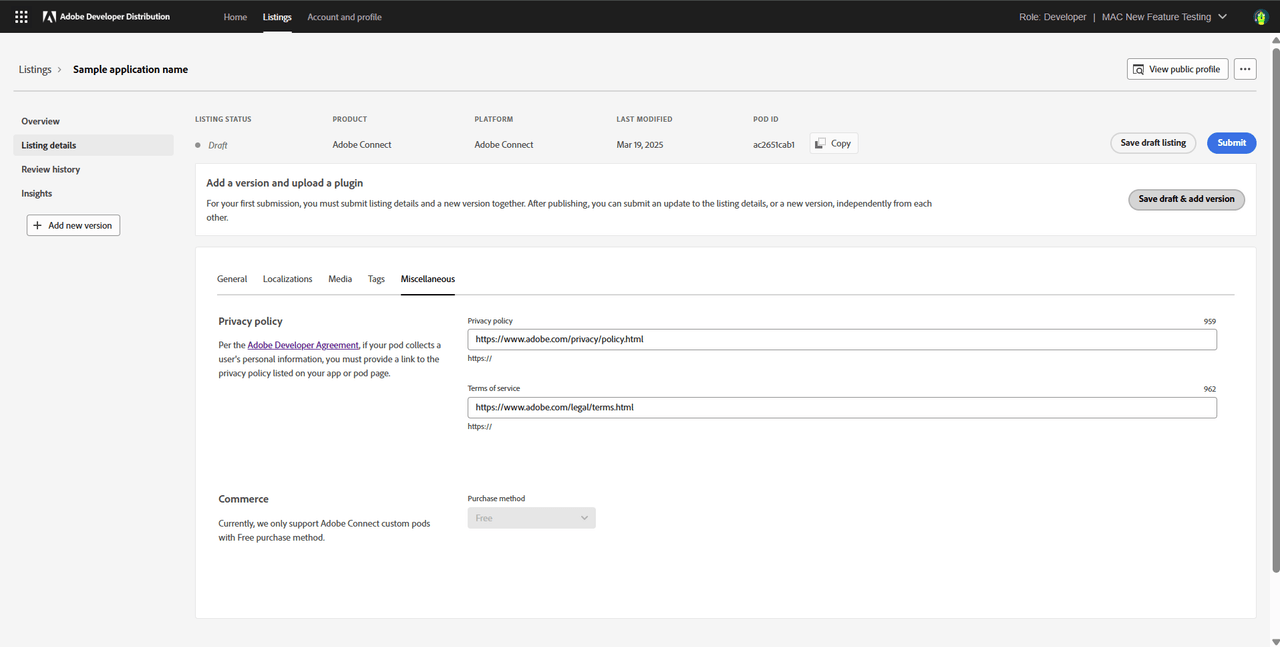 Adobe Developer Distribution Home Listings Account and profile Role: Developer | MAC New Feature Testing
Listings › Sample application name View public profile ...
Overview
Listing details
Review history
Insights
+ Add new version
LISTING STATUS PRODUCT PLATFORM LAST MODIFIED POD ID
Draft Adobe Connect Adobe Connect Mar 19, 2025 ac2651cab1 Copy Save draft listing Submit
Add a version and upload a plugin
For your first submission, you must submit listing details and a new version together. After publishing, you can submit an update to the listing details, or a new version, independently from each
other.
Save draft & add version
General Localizations Media Tags Miscellaneous
Privacy policy
Per the Adobe Developer Agreement, if your pod collects a
user's personal information, you must provide a link to the
privacy policy listed on your app or pod page.
Privacy policy 959
https://www.adobe.com/privacy/policy.html
https://
Terms of service 962
https://www.adobe.com/legal/terms.html
https://
Commerce
Currently, we only support Adobe Connect custom pods
with Free purchase method.
Purchase method
Free